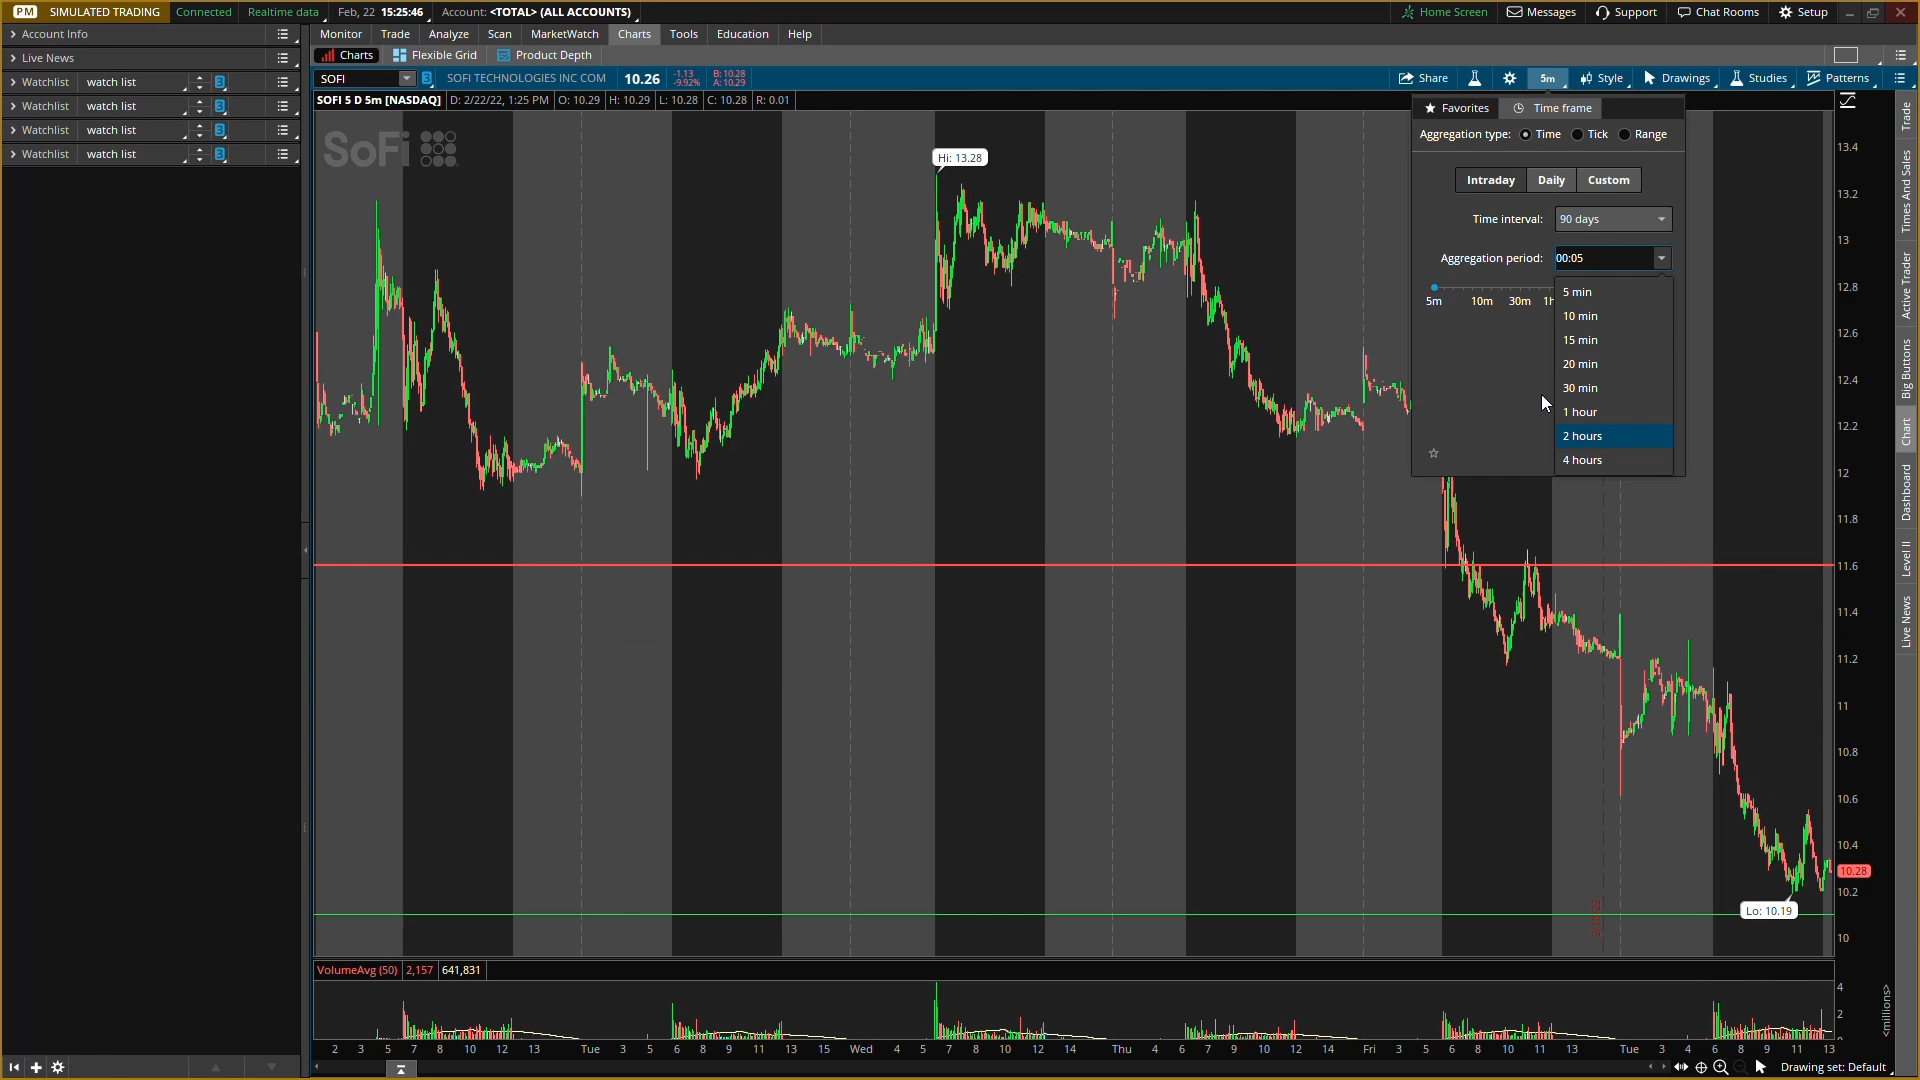 PM SIMULATED TRADING Connected Realtime data Feb, 22 15:25:46 Account: <TOTAL> (ALL ACCOUNTS) Home Screen Messages Support Chat Rooms Setup
Account Info
Live News
Watchlist watch list 3
Watchlist watch list 3
Watchlist watch list 3
Watchlist watch list 3
Monitor Trade Analyze Scan MarketWatch Charts Tools Education Help
Charts Flexible Grid Product Depth
SOFI 3 SOFI TECHNOLOGIES INC COM 10.26 -1.13 -9.92% B: 10.28 A: 10.29 Share 5m Style Drawings Studies Patterns
SOFI 5 D 5m [NASDAQ] D: 2/22/22, 1:25 PM O: 10.29 H: 10.29 L: 10.28 C: 10.28 R: 0.01
SoFi
Favorites Time frame
Aggregation type: Time Tick Range
Intraday Daily Custom
Time interval: 90 days
Aggregation period: 00:05
5m 10m 30m 1h
5 min
10 min
15 min
20 min
30 min
1 hour
2 hours
4 hours
Hi: 13.28
Lo: 10.19
13.4
13.2
13
12.8
12.6
12.4
12.2
12
11.8
11.6
11.4
11.2
11
10.8
10.6
10.4
10.28
10.2
10
Trade
Times And Sales
Active Trader
Big Buttons
Chart
Dashboard
Level II
Live News
VolumeAvg (50) 2,157 641,831
4
2
<millions>
2 3 5 7 8 10 12 13 Tue 3 5 6 8 9 11 13 15 Wed 4 5 7 8 10 12 14 Thu 4 6 7 9 10 12 14 Fri 3 5 6 8 10 11 13 Tue 3 4 6 8 9 11 13
Drawing set: Default